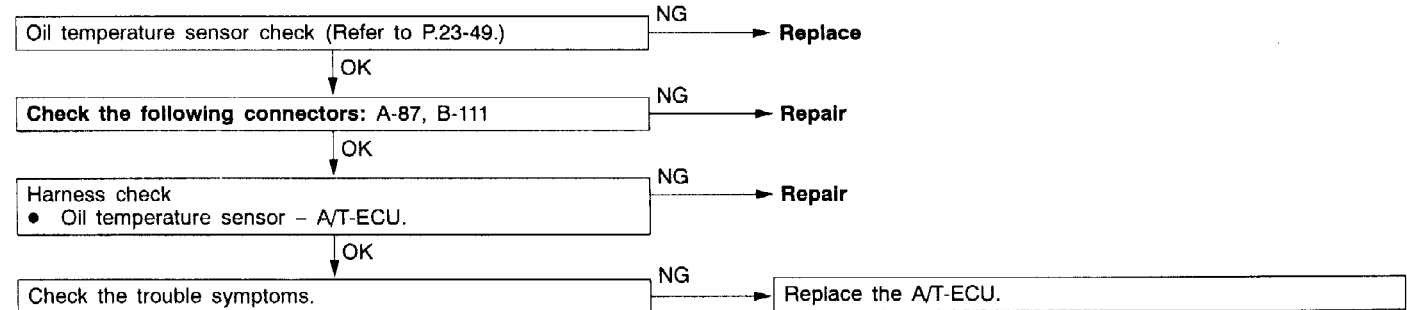 NG
Oil temperature sensor check (Refer to P.23-49.)
Replace
OK
NG
Check the following connectors: A-87, B-111
Repair
OK
NG
Harness check
Repair
● Oil temperature sensor – A/T-ECU.
OK
NG
Check the trouble symptoms.
Replace the A/T-ECU.